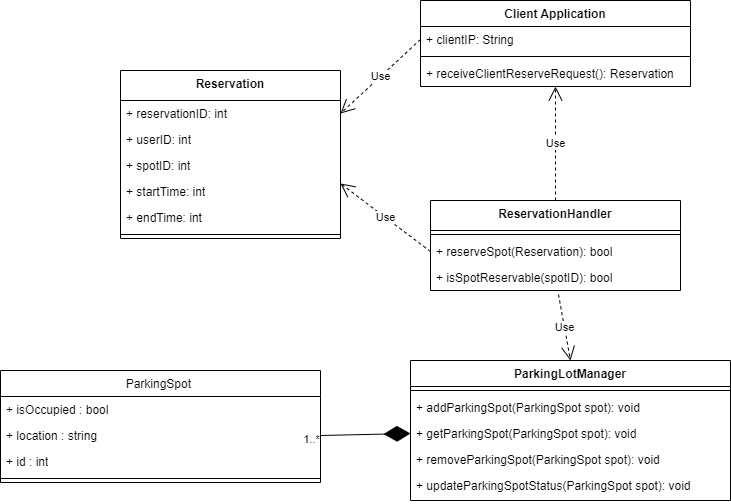 Client Application
+ clientIP: String
+ receiveClientReserveRequest(): Reservation
Use
Reservation
+ reservationID: int
+ userID: int
+ spotID: int
+ startTime: int
+ endTime: int
Use
Use
ReservationHandler
+ reserveSpot(Reservation): bool
+ isSpotReservable(spotID): bool
Use
ParkingSpot
+ isOccupied : bool
+ location : string
+ id : int
1..*
ParkingLotManager
+ addParkingSpot(ParkingSpot spot): void
+ getParkingSpot(ParkingSpot spot): void
+ removeParkingSpot(ParkingSpot spot): void
+ updateParkingSpotStatus(ParkingSpot spot): void